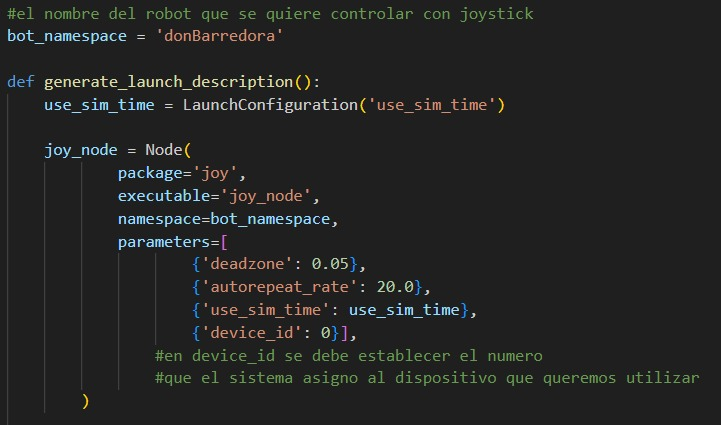 #el nombre del robot que se quiere controlar con joystick
bot_namespace = 'donBarredora'
def generate_launch_description():
    use_sim_time = LaunchConfiguration('use_sim_time')
    joy_node = Node(
            package='joy',
            executable='joy_node',
            namespace=bot_namespace,
            parameters=[
                    {'deadzone': 0.05},
                    {'autorepeat_rate': 20.0},
                    {'use_sim_time': use_sim_time},
                    {'device_id': 0}],
                #en device_id se debe establecer el numero
                #que el sistema asigno al dispositivo que queremos utilizar
        )